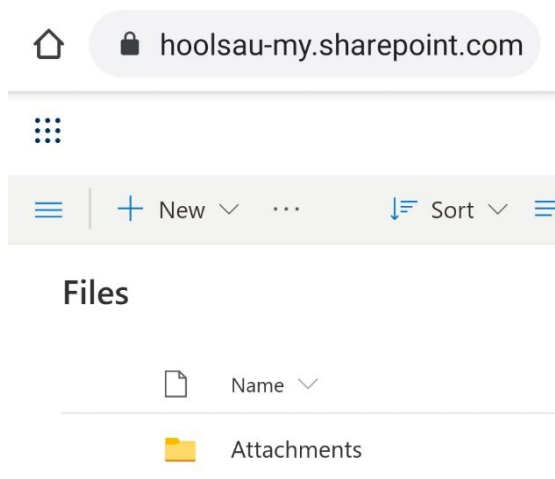 hoolsau-my.sharepoint.com
New ... Sort
Files
Name
Attachments